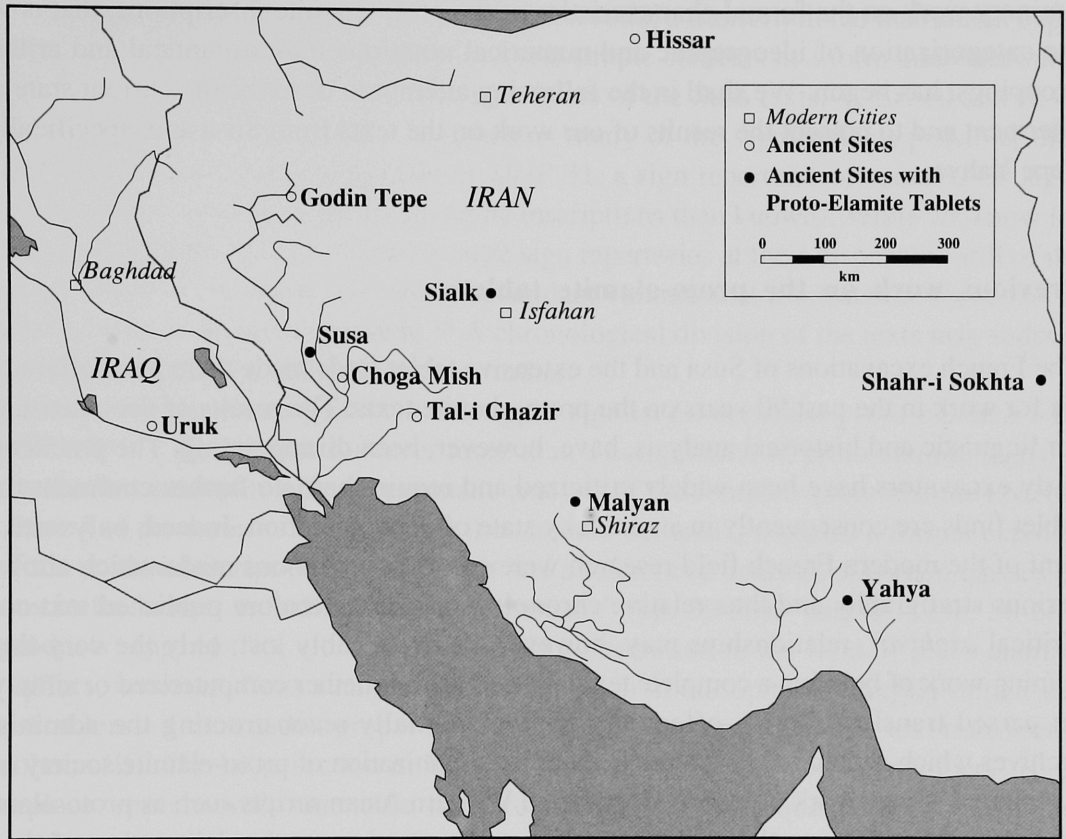 Hissar
Teheran
Modern Cities
Ancient Sites
Ancient Sites with
Proto-Elamite Tablets
0 100 200 300
km
Godin Tepe
IRAN
Baghdad
Sialk
Isfahan
Susa
IRAQ
Choga Mish
Shahr-i Sokhta
Uruk
Tal-i Ghazir
Malyan
Shiraz
Yahya